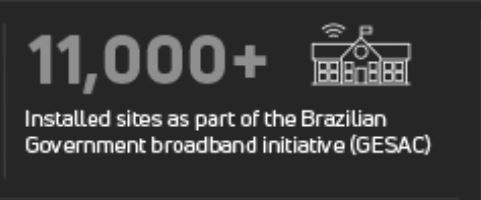 11,000+
Installed sites as part of the Brazilian
Government broadband initiative (GESAC)